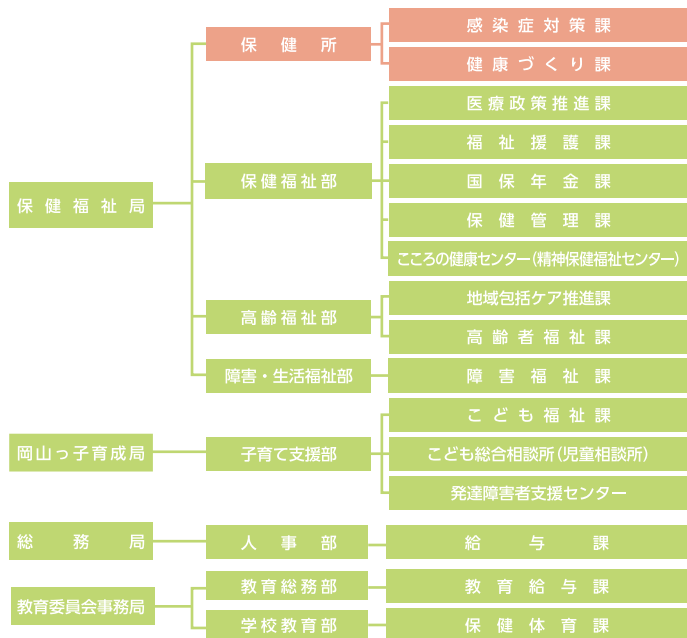 保健福祉局
保健所
感染症対策課
健康づくり課
保健福祉部
医療政策推進課
福祉援護課
国保年金課
保健管理課
こころの健康センター(精神保健福祉センター)
高齢福祉部
地域包括ケア推進課
高齢者福祉課
障害・生活福祉部
障害福祉課
岡山っ子育成局
子育て支援部
こども福祉課
こども総合相談所(児童相談所)
発達障害者支援センター
総務局
人事部
給与課
教育委員会事務局
教育総務部
教育給与課
学校教育部
保健体育課